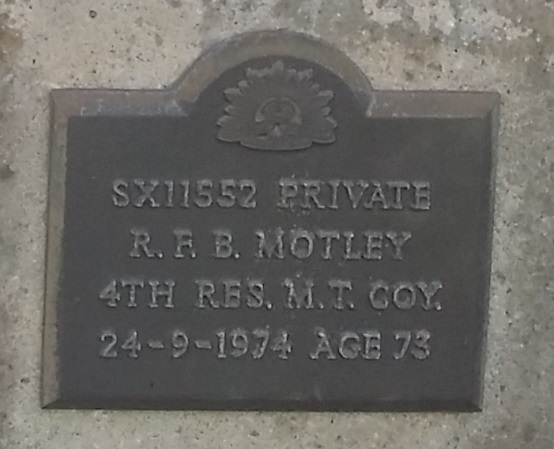 SX11552 PRIVATE
R. F. B. MOTLEY
4TH RES. M.T. COY.
24-9-1974 AGE 73